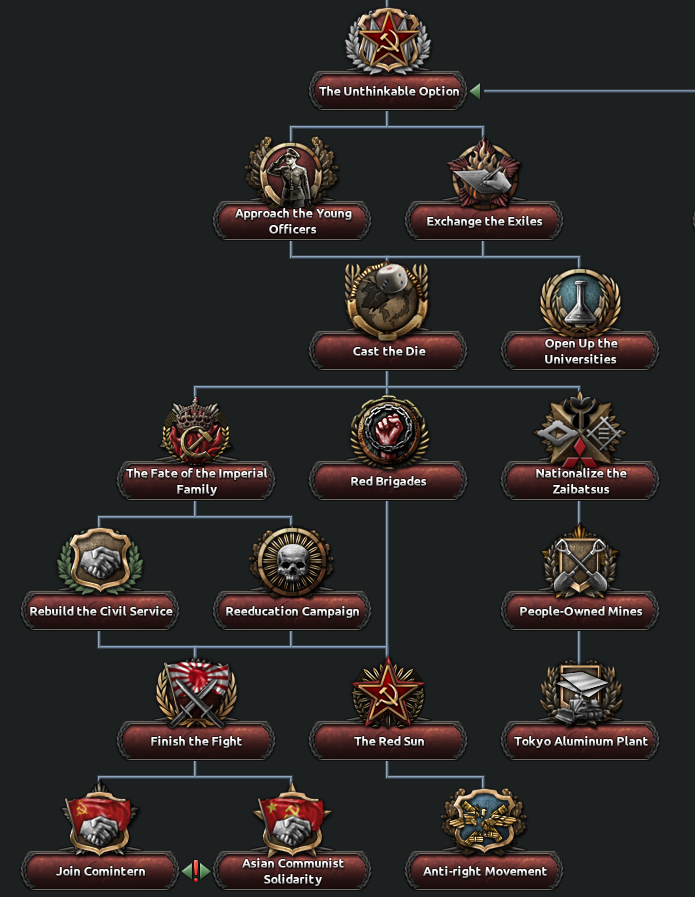 The Unthinkable Option
Approach the Young
Officers
Exchange the Exiles
Cast the Die
Open Up the
Universities
The Fate of the Imperial
Family
Red Brigades
Nationalize the
Zaibatsus
Rebuild the Civil Service
Reeducation Campaign
People-Owned Mines
Finish the Fight
The Red Sun
Tokyo Aluminum Plant
Join Comintern
Asian Communist
Solidarity
Anti-right Movement